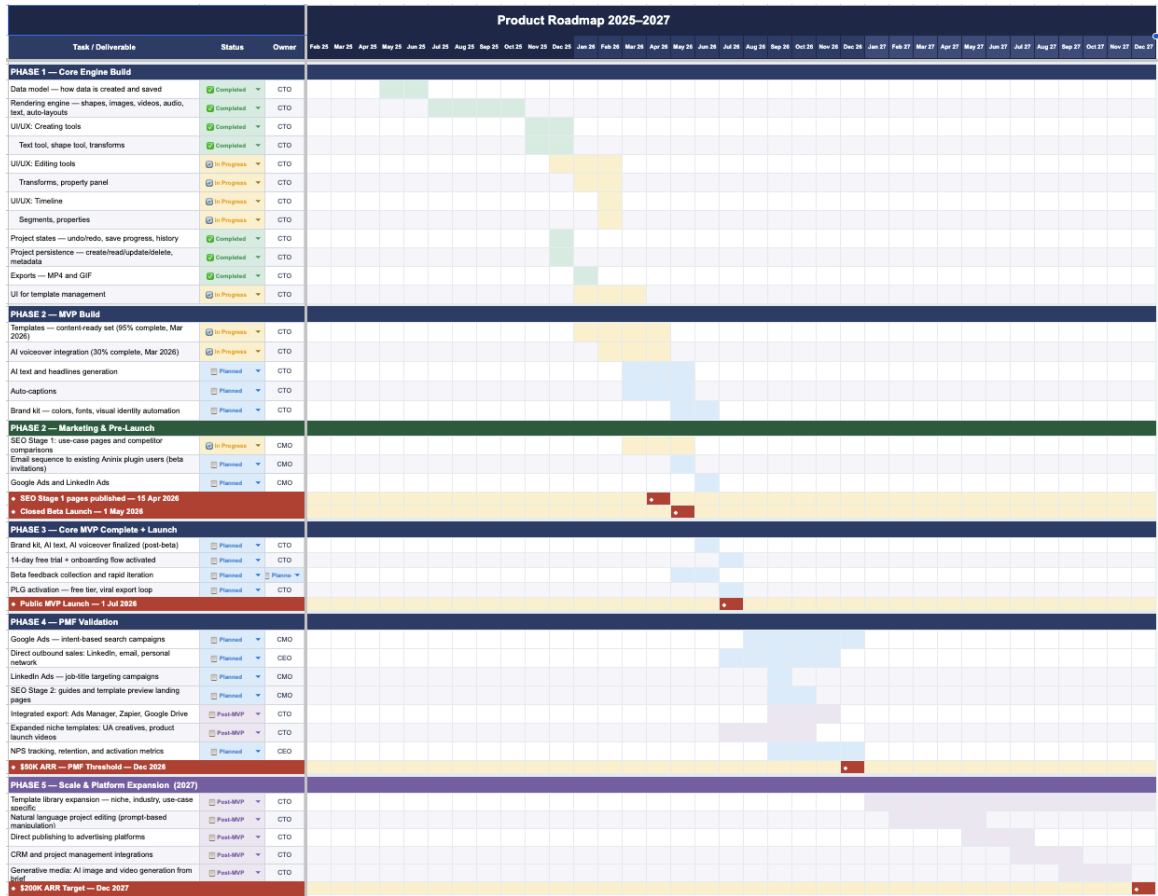 Product Roadmap 2025–2027
Task / Deliverable Status Owner Feb 25 Mar 25 Apr 25 May 25 Jun 25 Jul 25 Aug 25 Sep 25 Oct 25 Nov 25 Dec 25 Jan 26 Feb 26 Mar 26 Apr 26 May 26 Jun 26 Jul 26 Aug 26 Sep 26 Oct 26 Nov 26 Dec 26 Jan 27 Feb 27 Mar 27 Apr 27 May 27 Jun 27 Jul 27 Aug 27 Sep 27 Oct 27 Nov 27 Dec 27
PHASE 1 — Core Engine Build
Data model — how data is created and saved Completed CTO
Rendering engine — shapes, images, videos, audio,
text, auto-layouts Completed CTO
UI/UX: Creating tools Completed CTO
Text tool, shape tool, transforms Completed CTO
UI/UX: Editing tools In Progress CTO
Transforms, property panel In Progress CTO
UI/UX: Timeline In Progress CTO
Segments, properties In Progress CTO
Project states — undo/redo, save progress, history Completed CTO
Project persistence — create/read/update/delete,
metadata Completed CTO
Exports — MP4 and GIF Completed CTO
UI for template management In Progress CTO
PHASE 2 — MVP Build
Templates — content-ready set (95% complete, Mar
2026) In Progress CTO
AI voiceover integration (30% complete, Mar 2026) In Progress CTO
AI text and headlines generation Planned CTO
Auto-captions Planned CTO
Brand kit — colors, fonts, visual identity automation Planned CTO
PHASE 2 — Marketing & Pre-Launch
SEO Stage 1: use-case pages and competitor
comparisons In Progress CMO
Email sequence to existing Aninix plugin users (beta
invitations) Planned CMO
Google Ads and LinkedIn Ads Planned CMO
◆ SEO Stage 1 pages published — 15 Apr 2026 ◆
◆ Closed Beta Launch — 1 May 2026 ◆
PHASE 3 — Core MVP Complete + Launch
Brand kit, AI text, AI voiceover finalized (post-beta) Planned CTO
14-day free trial + onboarding flow activated Planned CTO
Beta feedback collection and rapid iteration Planned Planne
PLG activation — free tier, viral export loop Planned CTO
◆ Public MVP Launch — 1 Jul 2026 ◆
PHASE 4 — PMF Validation
Google Ads — intent-based search campaigns Planned CMO
Direct outbound sales: LinkedIn, email, personal
network Planned CEO
LinkedIn Ads — job-title targeting campaigns Planned CMO
SEO Stage 2: guides and template preview landing
pages Planned CMO
Integrated export: Ads Manager, Zapier, Google Drive Post-MVP CTO
Expanded niche templates: UA creatives, product
launch videos Post-MVP CTO
NPS tracking, retention, and activation metrics Planned CEO
◆ $50K ARR — PMF Threshold — Dec 2026 ◆
PHASE 5 — Scale & Platform Expansion (2027)
Template library expansion — niche, industry, use-case
specific Post-MVP CTO
Natural language project editing (prompt-based
manipulation) Post-MVP CTO
Direct publishing to advertising platforms Post-MVP CTO
CRM and project management integrations Post-MVP CTO
Generative media: AI image and video generation from
brief Post-MVP CTO
◆ $200K ARR Target — Dec 2027 ◆